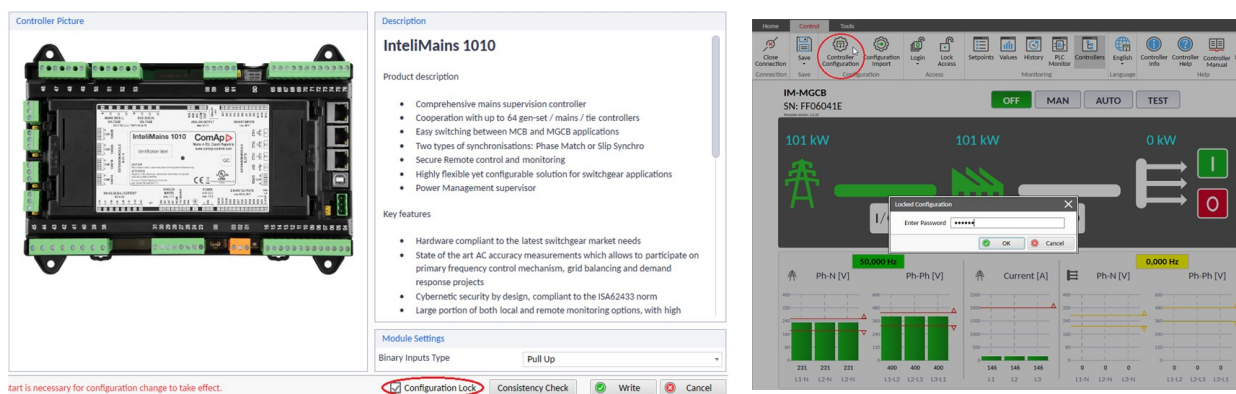 Controller Picture
InteliMains 1010
ComAp
Identification label
Description
InteliMains 1010
Product description
• Comprehensive mains supervision controller
• Cooperation with up to 64 gen-set / mains / tie controllers
• Easy switching between MCB and MGCB applications
• Two types of synchronisations: Phase Match or Slip Synchro
• Secure Remote control and monitoring
• Highly flexible yet configurable solution for switchgear applications
• Power Management supervisor
Key features
• Hardware compliant to the latest switchgear market needs
• State of the art AC accuracy measurements which allows to participate on
primary frequency control mechanism, grid balancing and demand
response projects
• Cybernetic security by design, compliant to the ISA62433 norm
• Large portion of both local and remote monitoring options, with high
Module Settings
Binary Inputs Type Pull Up
tart is necessary for configuration change to take effect.
Configuration Lock Consistency Check Write Cancel
Home Control Tools
Close Connection Save Controller Configuration Configuration Import Login Lock Access Setpoints Values History PLC Monitor Controllers English Controller Info Controller Help Controller Manual
Connection Save Configuration Access Monitoring Language Help
IM-MGCB
SN: FF06041E
OFF MAN AUTO TEST
101 kW 101 kW 0 kW
I
O
Locked Configuration
Enter Password ••••••
OK Cancel
50,000 Hz 0,000 Hz
Ph-N [V] Ph-Ph [V] Current [A] Ph-N [V] Ph-Ph [V]
231 231 231 400 400 400 146 146 146 0 0 0 0 0 0
L1-N L2-N L3-N L1-L2 L2-L3 L3-L1 L1 L2 L3 L1-N L2-N L3-N L1-L2 L2-L3 L3-L1